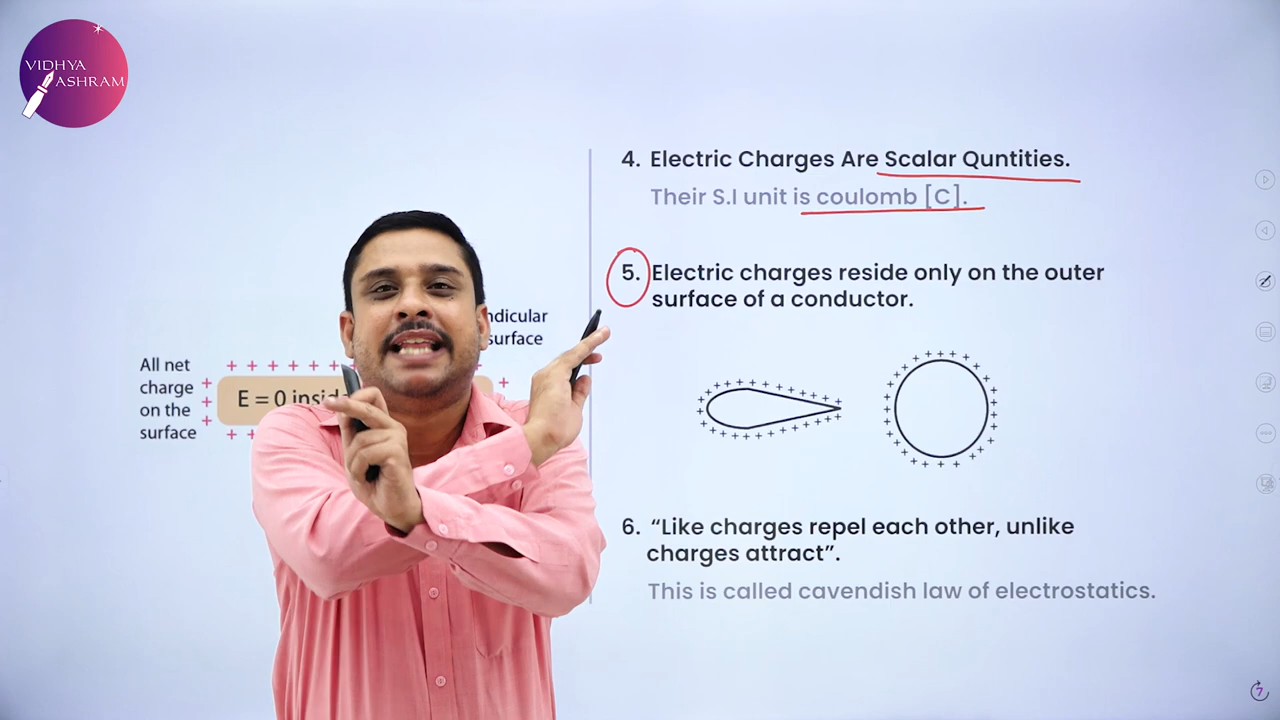 VIDHYA
ASHRAM
4. Electric Charges Are Scalar Quntities.
Their S.I unit is coulomb [C].
5. Electric charges reside only on the outer
surface of a conductor.
ndicular
surface
All net
charge
on the
surface
E = 0 insid
6. “Like charges repel each other, unlike
charges attract”.
This is called cavendish law of electrostatics.
7